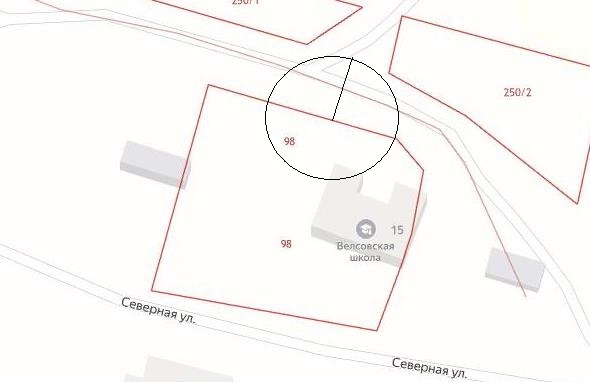 250/1
250/2
98
15
Велсовская
школа
98
Северная ул.
Северная ул.